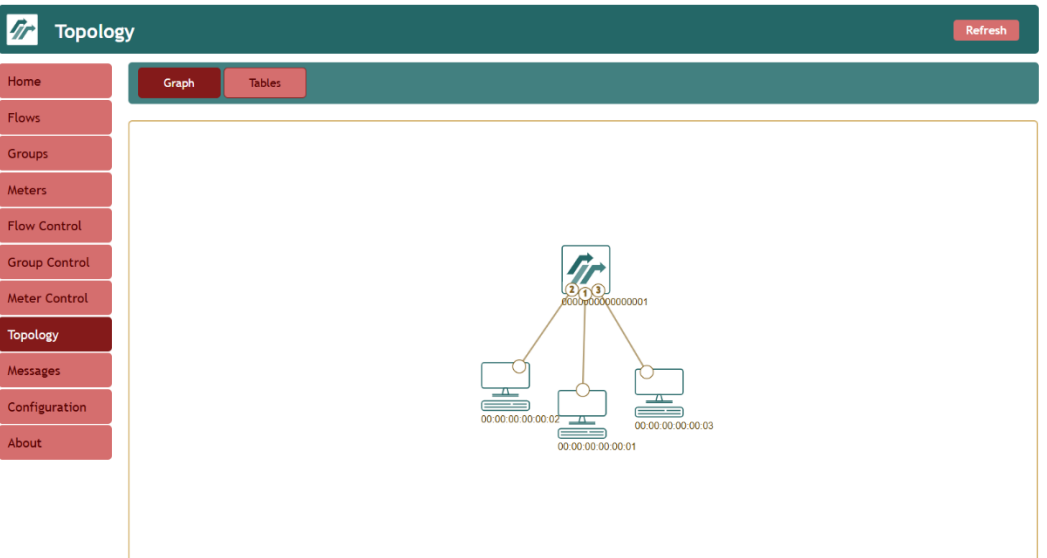 Topology
Refresh
Home
Graph
Tables
Flows
Groups
Meters
Flow Control
Group Control
Meter Control
Topology
Messages
Configuration
About
2
1
3
0000000000000001
00:00:00:00:00:02
00:00:00:00:00:03
00:00:00:00:00:01